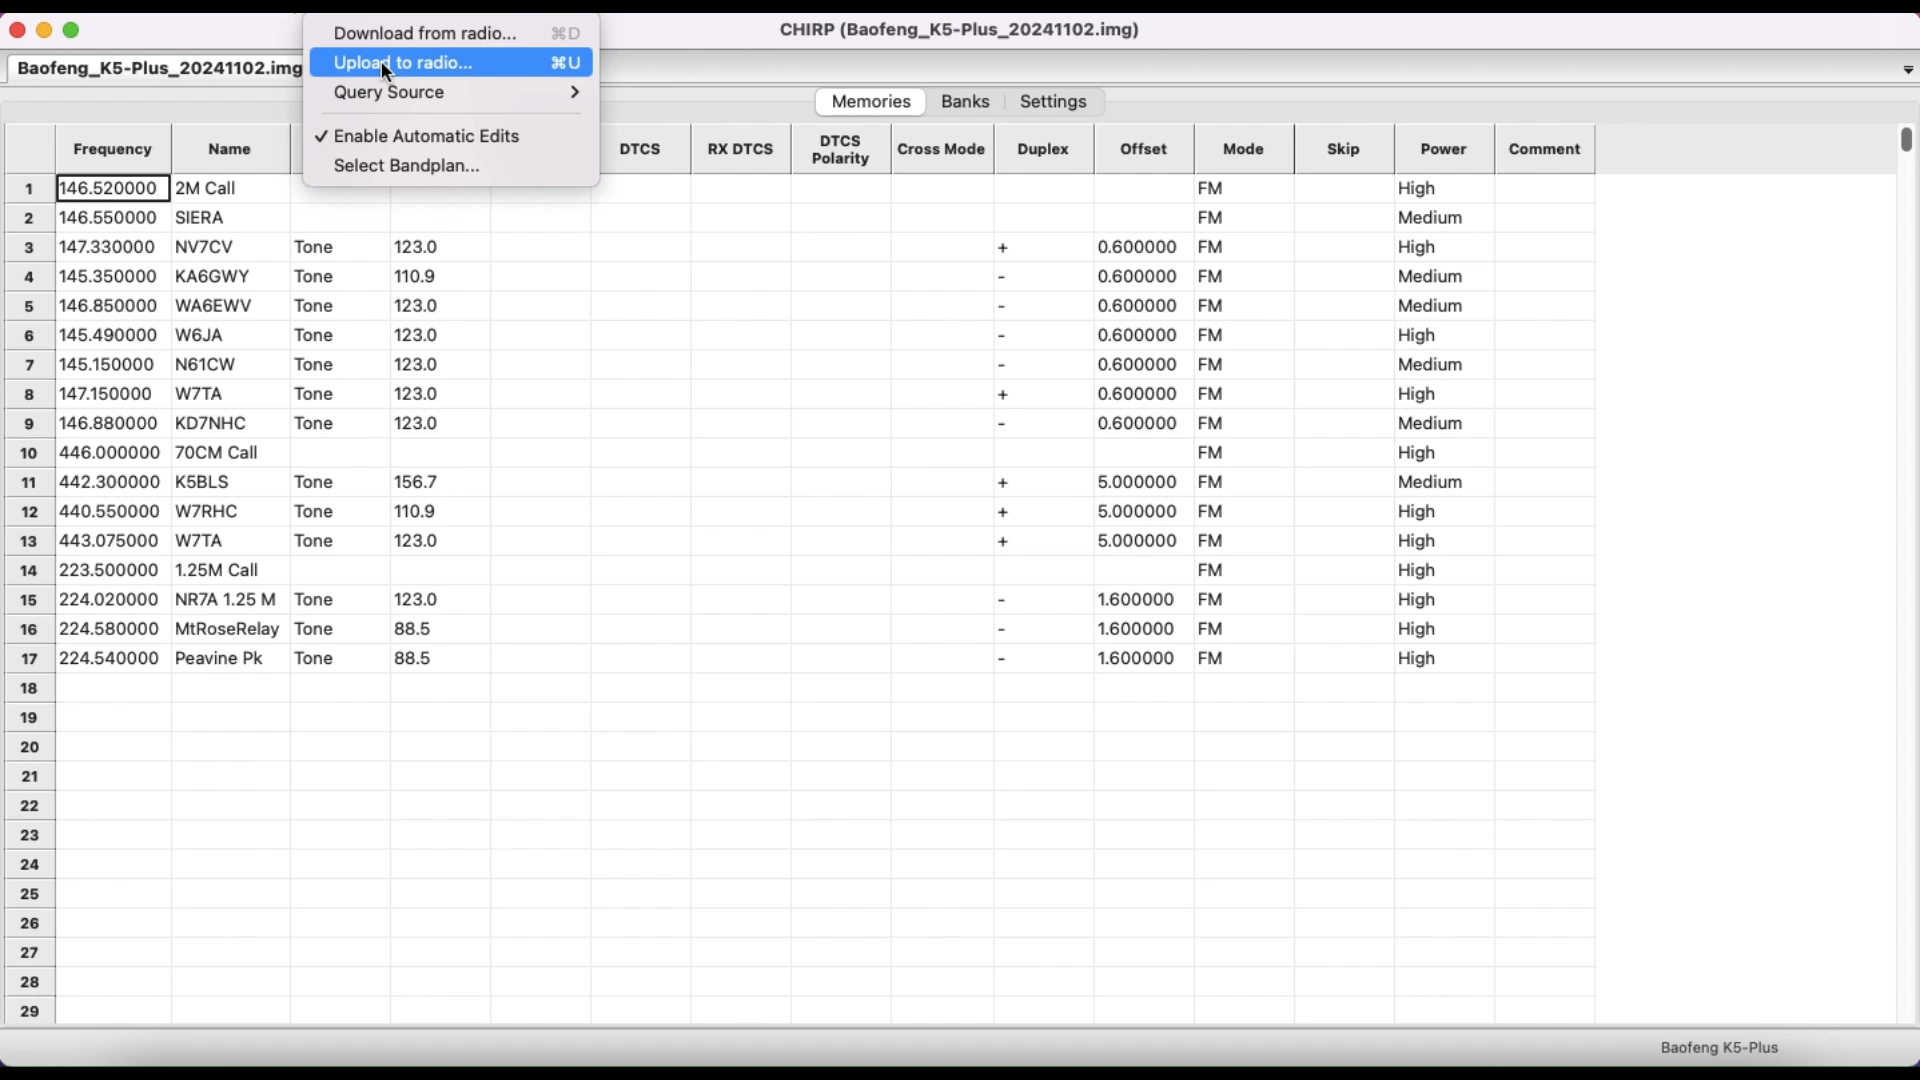 CHIRP (Baofeng_K5-Plus_20241102.img)
Download from radio... ⌘D
Baofeng_K5-Plus_20241102.img
Upload to radio... ⌘U
Query Source >
✓ Enable Automatic Edits
Select Bandplan...
Memories Banks Settings
Frequency Name DTCS RX DTCS DTCS Polarity Cross Mode Duplex Offset Mode Skip Power Comment
1 146.520000 2M Call FM High
2 146.550000 SIERA FM Medium
3 147.330000 NV7CV Tone 123.0 + 0.600000 FM High
4 145.350000 KA6GWY Tone 110.9 - 0.600000 FM Medium
5 146.850000 WA6EWV Tone 123.0 - 0.600000 FM Medium
6 145.490000 W6JA Tone 123.0 - 0.600000 FM High
7 145.150000 N61CW Tone 123.0 - 0.600000 FM Medium
8 147.150000 W7TA Tone 123.0 + 0.600000 FM High
9 146.880000 KD7NHC Tone 123.0 - 0.600000 FM Medium
10 446.000000 70CM Call FM High
11 442.300000 K5BLS Tone 156.7 + 5.000000 FM Medium
12 440.550000 W7RHC Tone 110.9 + 5.000000 FM High
13 443.075000 W7TA Tone 123.0 + 5.000000 FM High
14 223.500000 1.25M Call FM High
15 224.020000 NR7A 1.25 M Tone 123.0 - 1.600000 FM High
16 224.580000 MtRoseRelay Tone 88.5 - 1.600000 FM High
17 224.540000 Peavine Pk Tone 88.5 - 1.600000 FM High
18
19
20
21
22
23
24
25
26
27
28
29
Baofeng K5-Plus